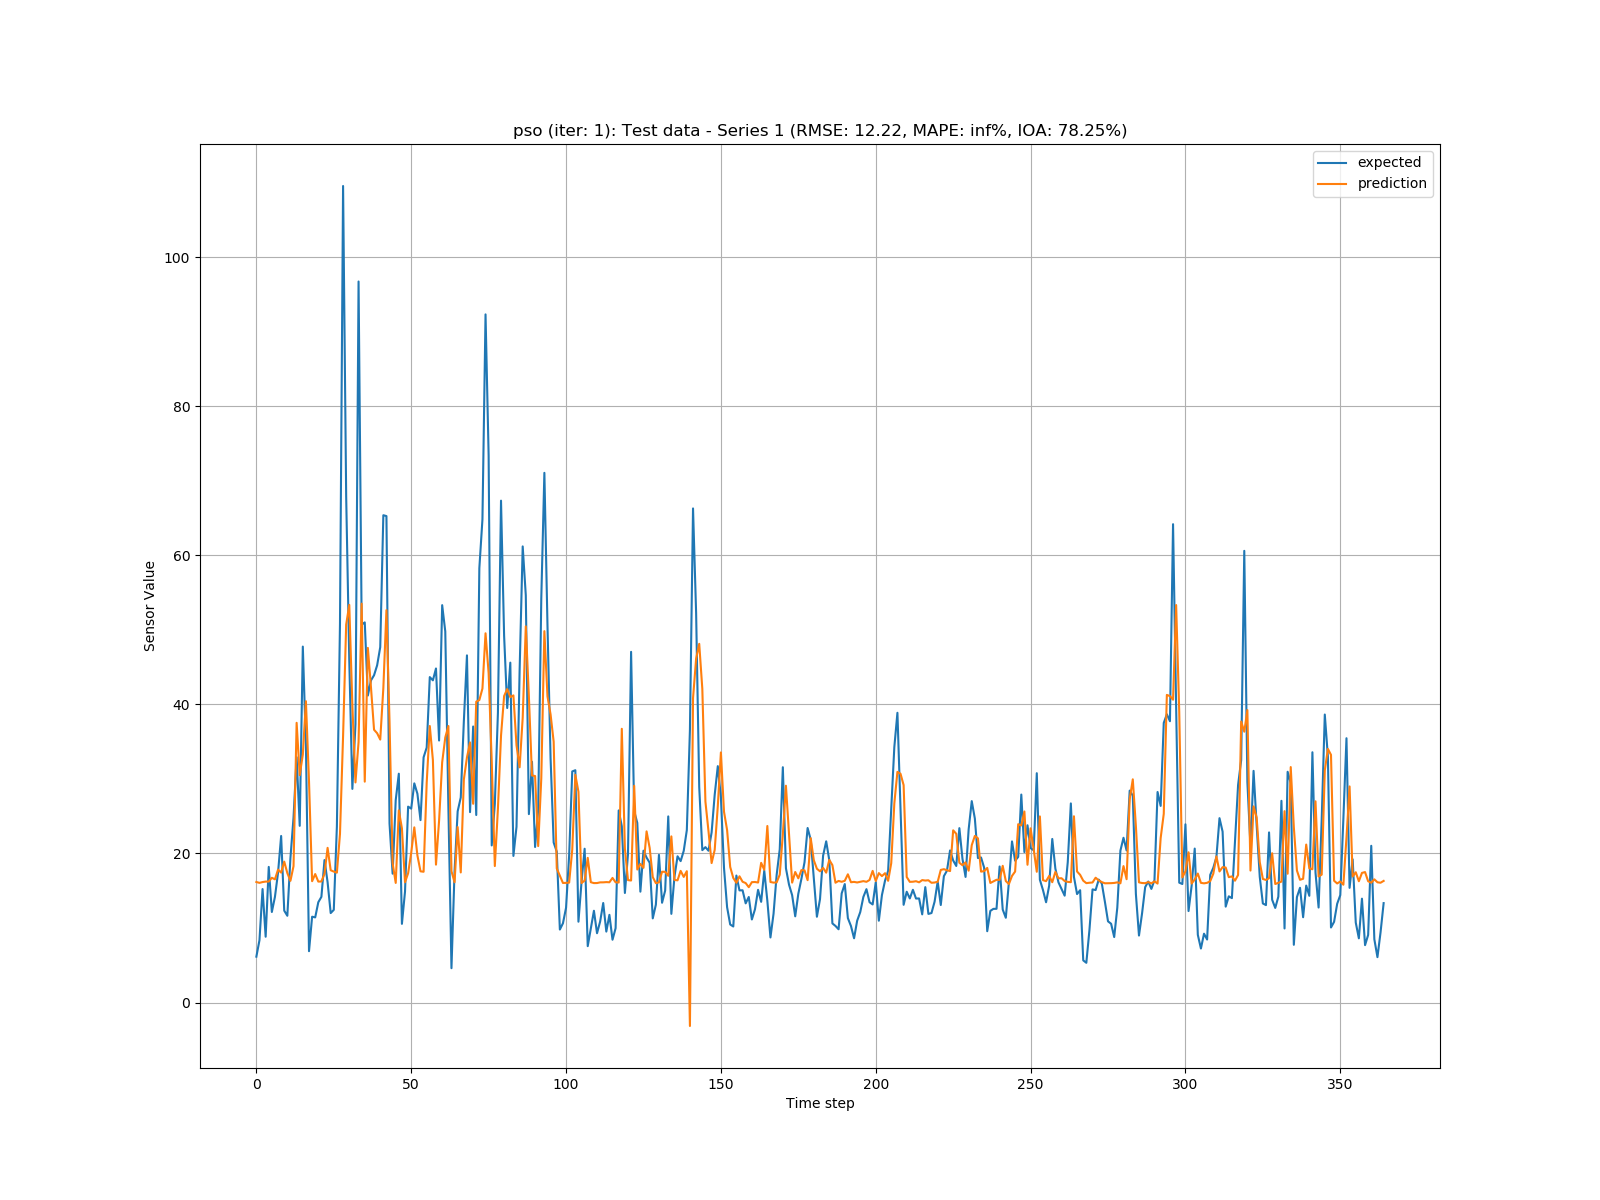 pso (iter: 1): Test data - Series 1 (RMSE: 12.22, MAPE: inf%, IOA: 78.25%)
expected
prediction
100
80
60
40
20
0
Sensor Value
0 50 100 150 200 250 300 350
Time step